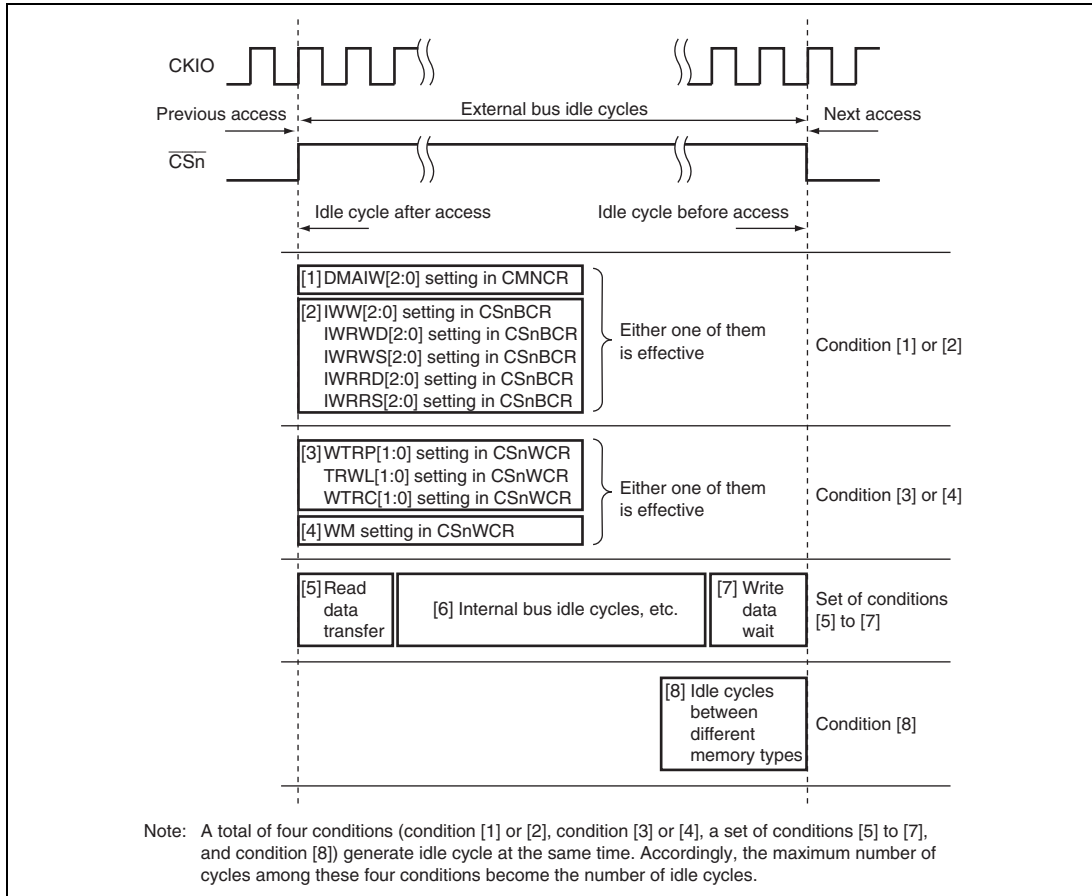 CKIO
Previous access
External bus idle cycles
Next access
CSn
Idle cycle after access
Idle cycle before access
[1] DMAIW[2:0] setting in CMNCR
[2] IWW[2:0] setting in CSnBCR
IWRWD[2:0] setting in CSnBCR
IWRWS[2:0] setting in CSnBCR
IWRRD[2:0] setting in CSnBCR
IWRRS[2:0] setting in CSnBCR
Either one of them
is effective
Condition [1] or [2]
[3] WTRP[1:0] setting in CSnWCR
TRWL[1:0] setting in CSnWCR
WTRC[1:0] setting in CSnWCR
[4] WM setting in CSnWCR
Either one of them
is effective
Condition [3] or [4]
[5] Read
data
transfer
[6] Internal bus idle cycles, etc.
[7] Write
data
wait
Set of conditions
[5] to [7]
[8] Idle cycles
between
different
memory types
Condition [8]
Note: A total of four conditions (condition [1] or [2], condition [3] or [4], a set of conditions [5] to [7],
and condition [8]) generate idle cycle at the same time. Accordingly, the maximum number of
cycles among these four conditions become the number of idle cycles.